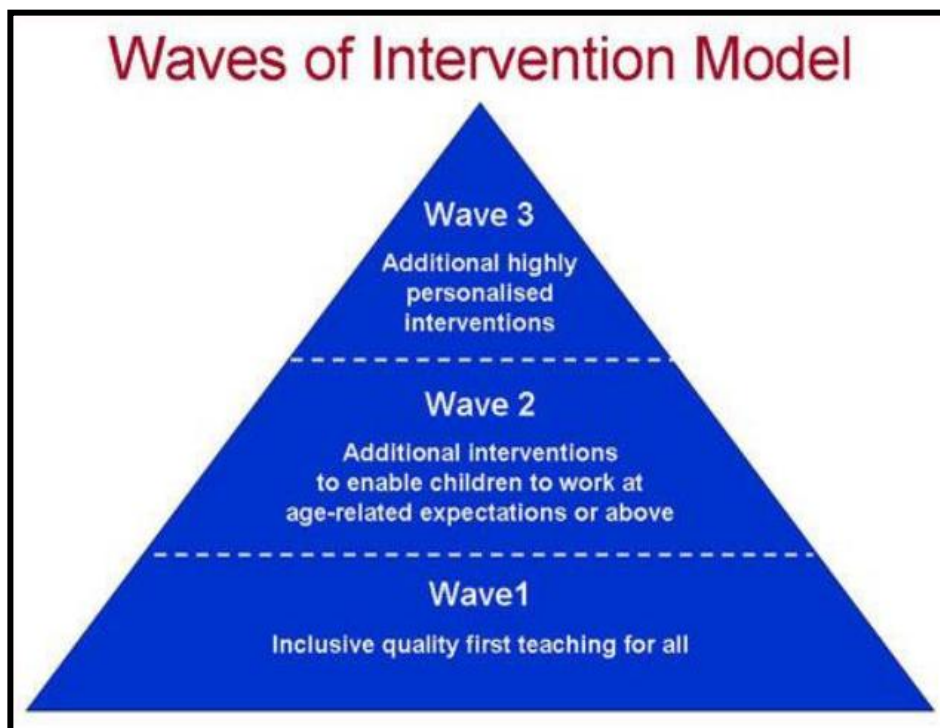 Waves of Intervention Model
Wave 3
Additional highly
personalised
interventions
Wave 2
Additional interventions
to enable children to work at
age-related expectations or above
Wave1
Inclusive quality first teaching for all